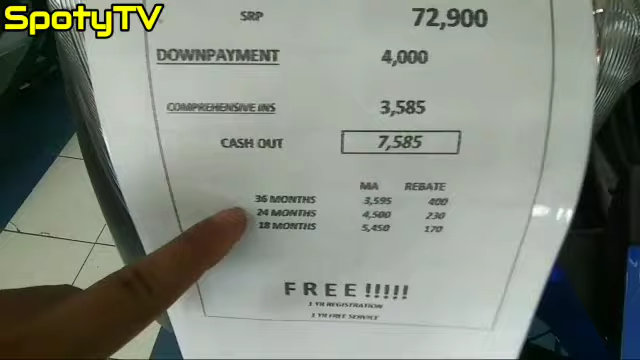 SpotyTV
SRP 72,900
DOWNPAYMENT 4,000
COMPREHENSIVE INS 3,585
CASH OUT 7,585
MA REBATE
36 MONTHS 3,595 400
24 MONTHS 4,500 230
18 MONTHS 5,450 170
FREE!!!!!
1 YR REGISTRATION
1 YR FREE SERVICE